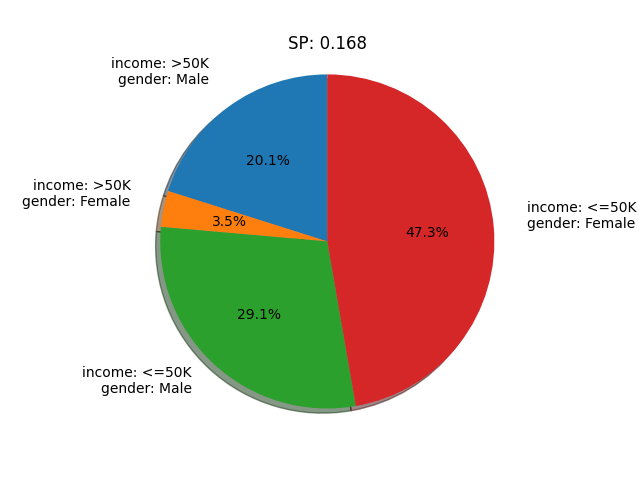 SP: 0.168
income: >50K
gender: Male
20.1%
income: >50K
gender: Female
3.5%
income: <=50K
gender: Female
47.3%
29.1%
income: <=50K
gender: Male